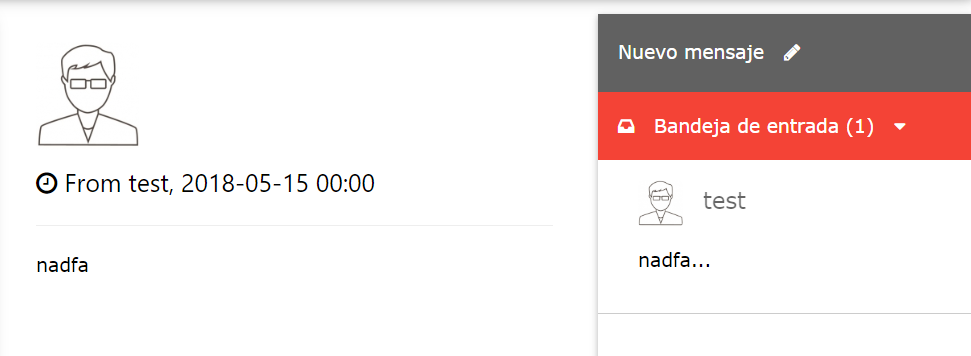 From test, 2018-05-15 00:00
nadfa
Nuevo mensaje
Bandeja de entrada (1)
test
nadfa...